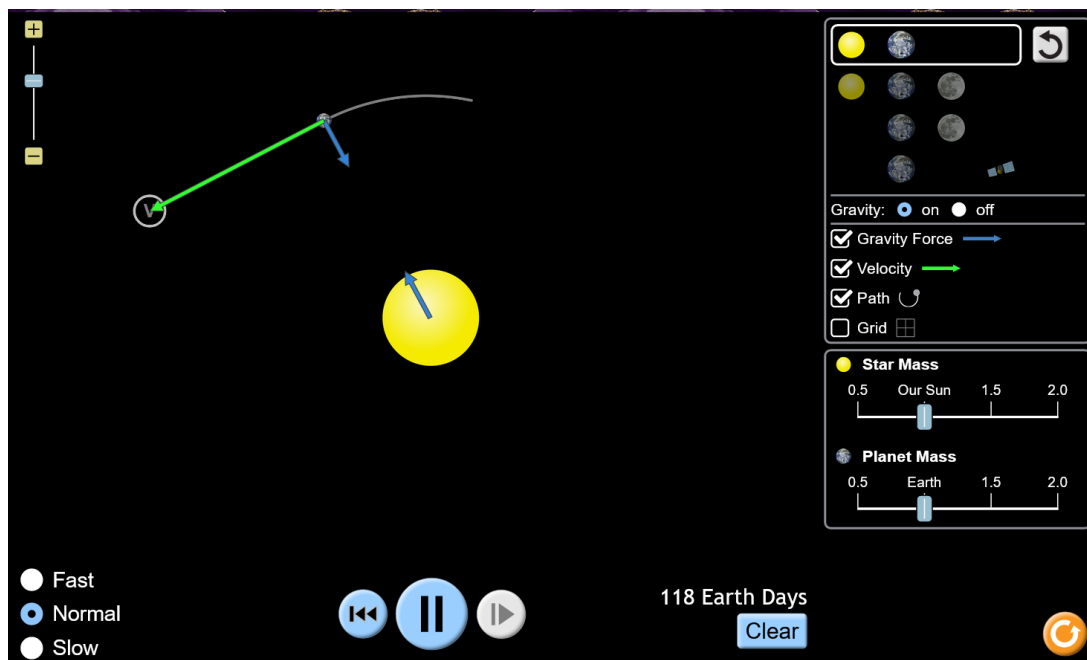 +
−
V
Gravity: on off
Gravity Force
Velocity
Path
Grid
Star Mass
0.5 Our Sun 1.5 2.0
Planet Mass
0.5 Earth 1.5 2.0
Fast
Normal
Slow
118 Earth Days
Clear